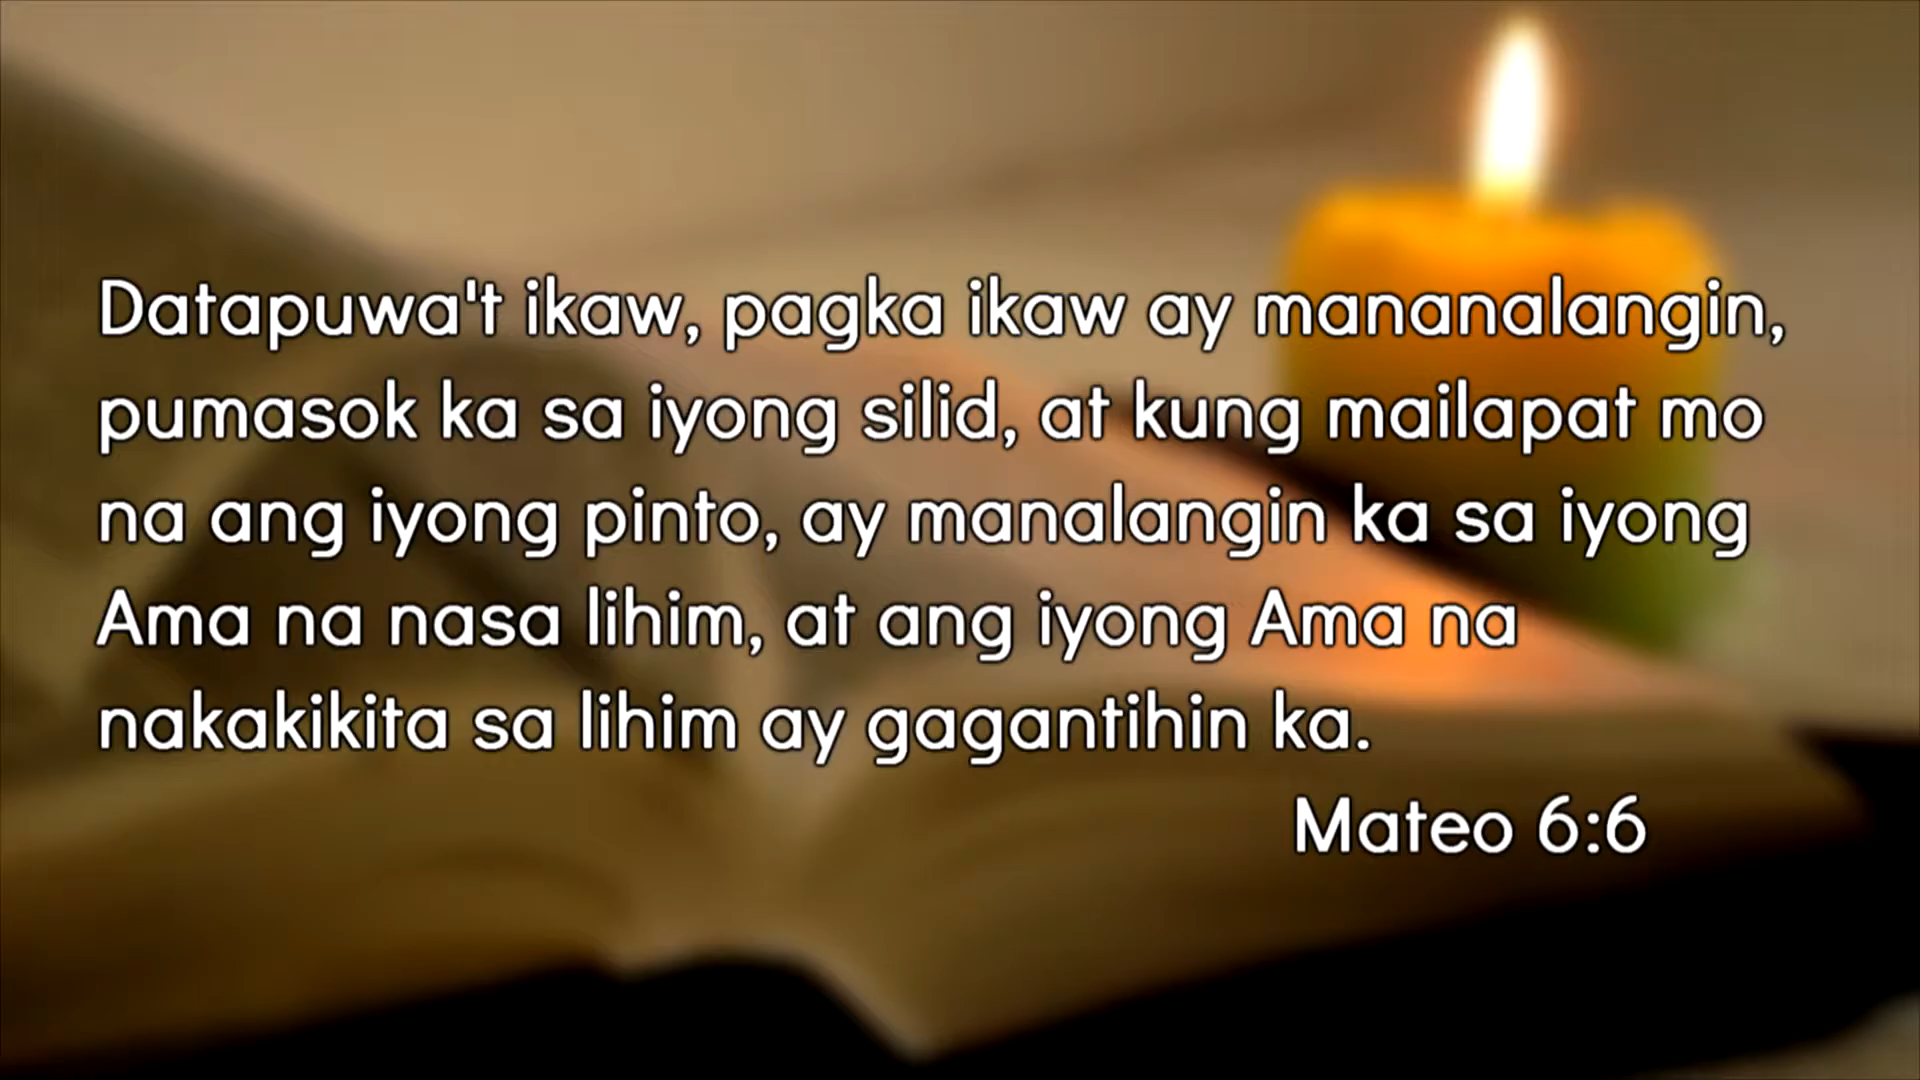 Datapuwa't ikaw, pagka ikaw ay mananalangin,
pumasok ka sa iyong silid, at kung mailapat mo
na ang iyong pinto, ay manalangin ka sa iyong
Ama na nasa lihim, at ang iyong Ama na
nakakikita sa lihim ay gagantihin ka.
Mateo 6:6